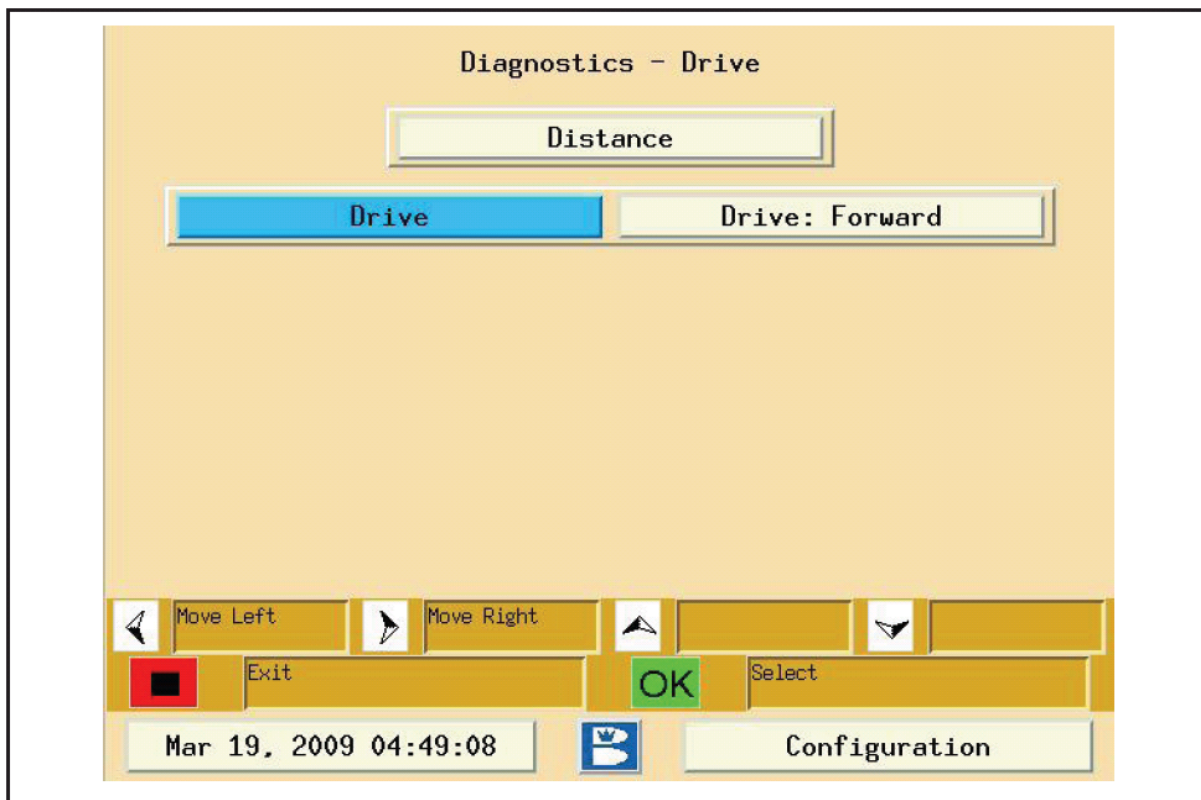 Diagnostics - Drive
Distance
Drive
Drive: Forward
Move Left
Move Right
Exit
OK
Select
Mar 19, 2009 04:49:08
Configuration